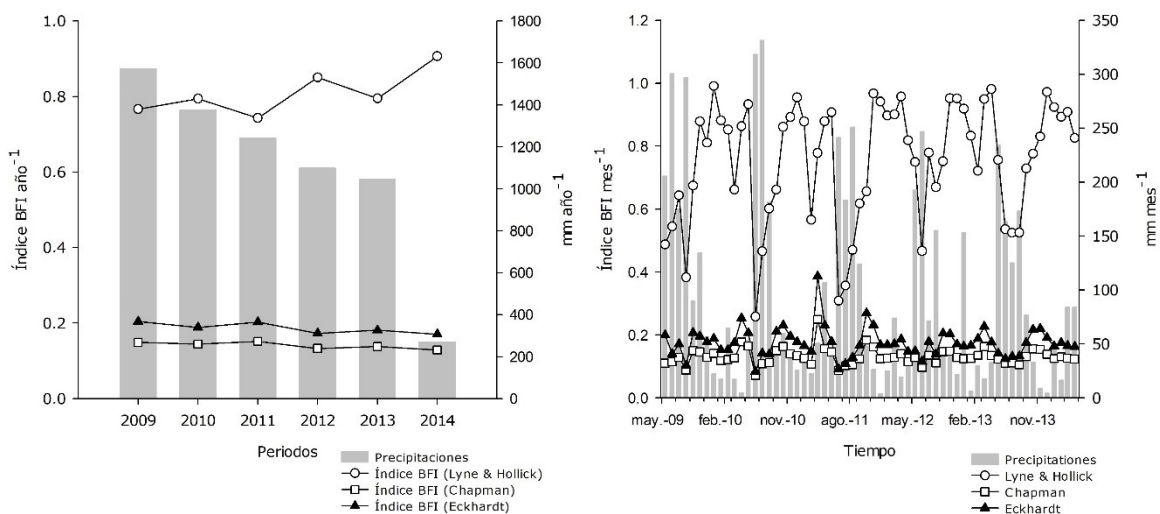 1.0
0.8
0.6
0.4
0.2
0.0
Índice BFI año⁻¹
1800
1600
1400
1200
1000
800
600
400
200
0
mm año⁻¹
2009 2010 2011 2012 2013 2014
Periodos
Precipitaciones
Índice BFI (Lyne & Hollick)
Índice BFI (Chapman)
Índice BFI (Eckhardt)
1.2
1.0
0.8
0.6
0.4
0.2
0.0
Índice BFI mes⁻¹
350
300
250
200
150
100
50
0
mm mes⁻¹
may.-09 feb.-10 nov.-10 ago.-11 may.-12 feb.-13 nov.-13
Tiempo
Precipitationes
Lyne & Hollick
Chapman
Eckhardt